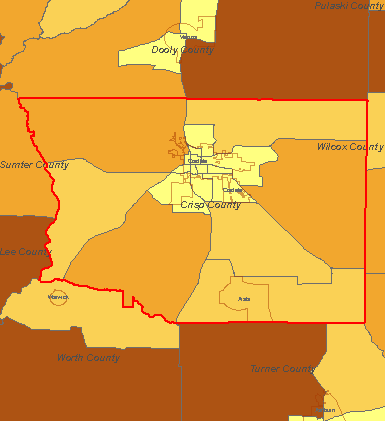 Pulaski County
Vienna
Dooly County
Wilcox County
Cordele
Sumter County
Cordele
Crisp County
Lee County
Warwick
Arabi
Worth County
Turner County